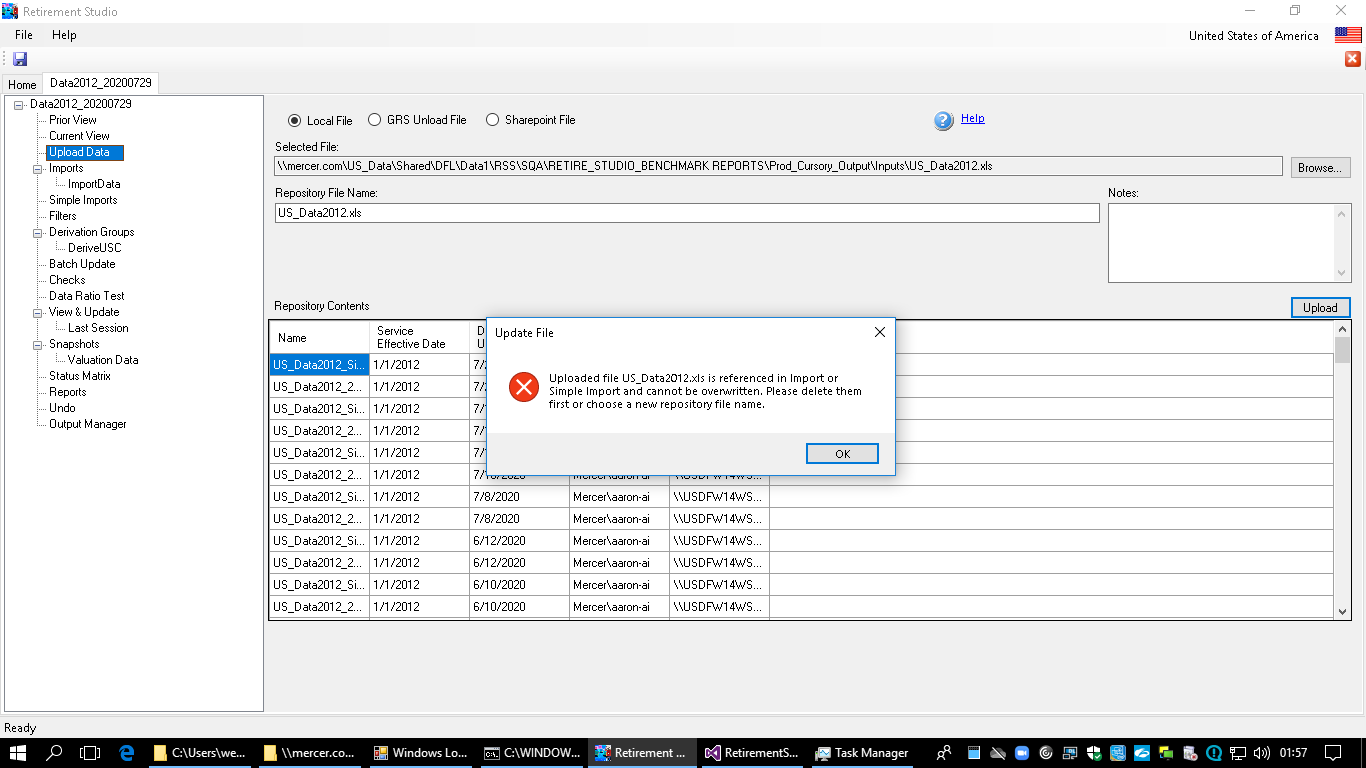 Retirement Studio
File Help
United States of America
Home Data2012_20200729
Data2012_20200729
Prior View
Current View
Upload Data
Imports
ImportData
Simple Imports
Filters
Derivation Groups
DeriveUSC
Batch Update
Checks
Data Ratio Test
View & Update
Last Session
Snapshots
Valuation Data
Status Matrix
Reports
Undo
Output Manager
Local File GRS Unload File Sharepoint File
Help
Selected File:
\\mercer.com\US_Data\Shared\DFL\Data1\RSS\SQA\RETIRE_STUDIO_BENCHMARK REPORTS\Prod_Cursory_Output\Inputs\US_Data2012.xls
Browse...
Repository File Name:
US_Data2012.xls
Notes:
Repository Contents
Upload
Name Service Effective Date
US_Data2012_Si... 1/1/2012
US_Data2012_2... 1/1/2012
US_Data2012_Si... 1/1/2012
US_Data2012_2... 1/1/2012
US_Data2012_Si... 1/1/2012
US_Data2012_2... 1/1/2012 Mercer\aaron-ai \\USDFW14WS...
US_Data2012_Si... 1/1/2012 7/8/2020 Mercer\aaron-ai \\USDFW14WS...
US_Data2012_2... 1/1/2012 7/8/2020 Mercer\aaron-ai \\USDFW14WS...
US_Data2012_Si... 1/1/2012 6/12/2020 Mercer\aaron-ai \\USDFW14WS...
US_Data2012_2... 1/1/2012 6/12/2020 Mercer\aaron-ai \\USDFW14WS...
US_Data2012_Si... 1/1/2012 6/10/2020 Mercer\aaron-ai \\USDFW14WS...
US_Data2012_2... 1/1/2012 6/10/2020 Mercer\aaron-ai \\USDFW14WS...
Update File
Uploaded file US_Data2012.xls is referenced in Import or
Simple Import and cannot be overwritten. Please delete them
first or choose a new repository file name.
OK
Ready
C:\Users\we... \\mercer.co... Windows Lo... C:\WINDOW... Retirement ... RetirementS... Task Manager 01:57